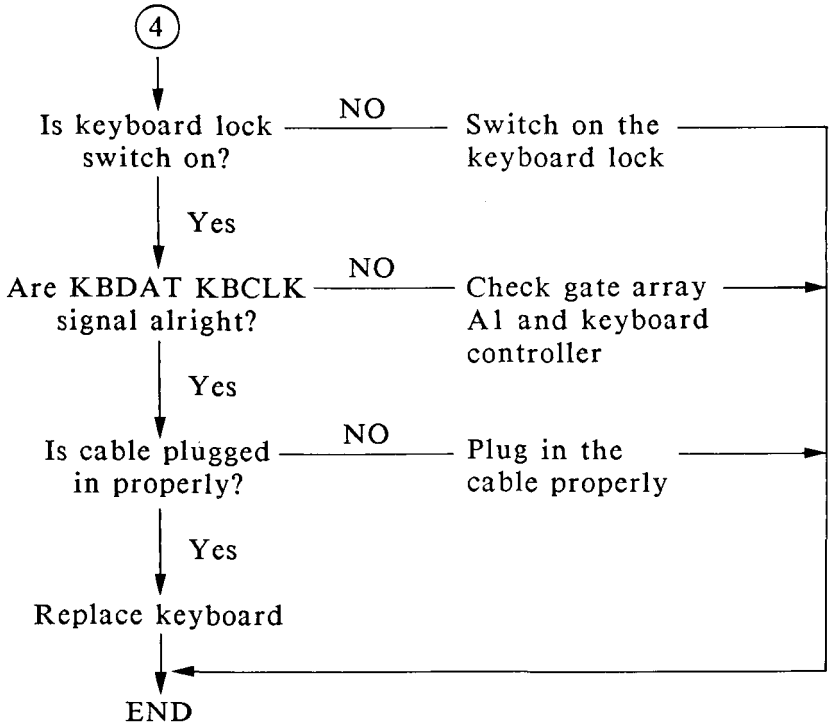 4
Is keyboard lock
switch on?
NO
Switch on the
keyboard lock
Yes
Are KBDAT KBCLK
signal alright?
NO
Check gate array
A1 and keyboard
controller
Yes
Is cable plugged
in properly?
NO
Plug in the
cable properly
Yes
Replace keyboard
END